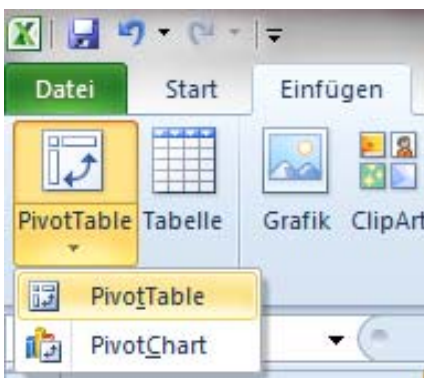 Datei Start Einfügen
PivotTable Tabelle Grafik ClipArt
PivotTable
PivotChart